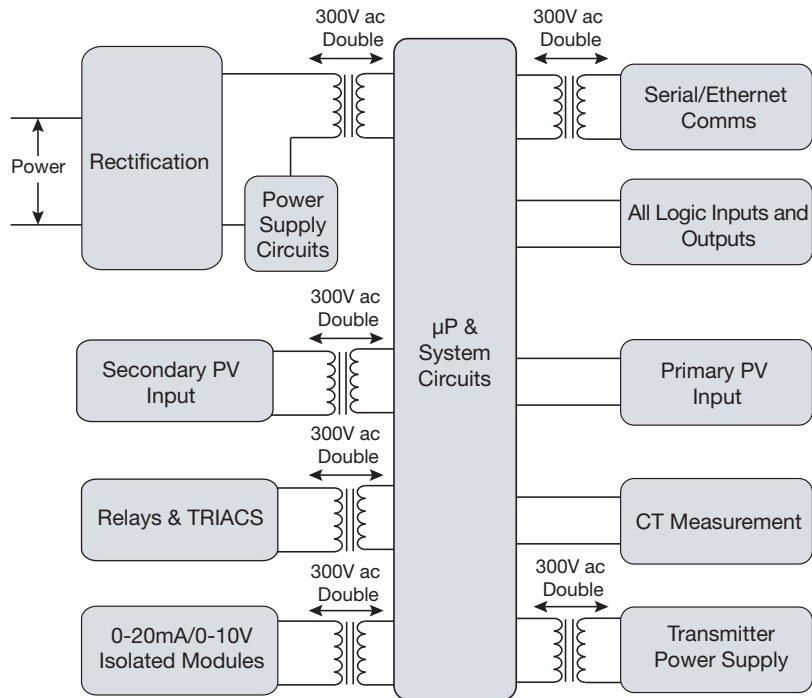 300V ac
Double
300V ac
Double
Power
Rectification
Power
Supply
Circuits
Serial/Ethernet
Comms
All Logic Inputs and
Outputs
300V ac
Double
µP &
System
Circuits
Secondary PV
Input
Primary PV
Input
300V ac
Double
Relays & TRIACS
CT Measurement
300V ac
Double
300V ac
Double
0-20mA/0-10V
Isolated Modules
Transmitter
Power Supply